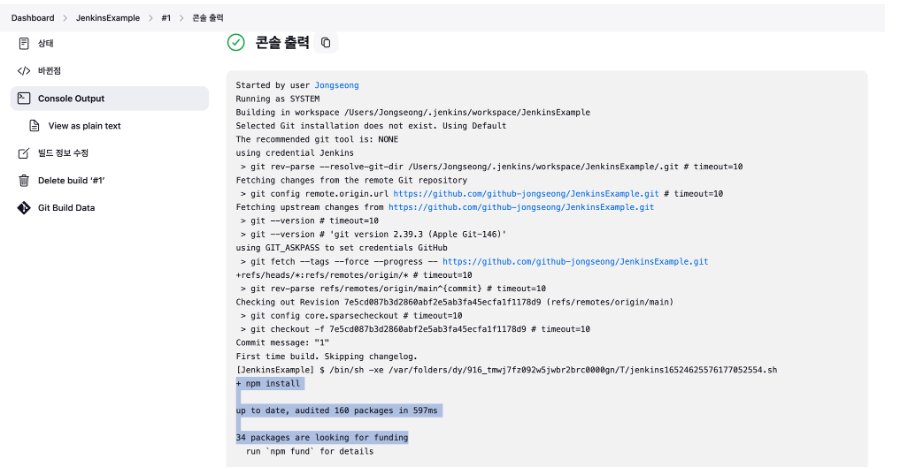 Dashboard > JenkinsExample > #1 > 콘솔 출력
상태
바뀐점
Console Output
View as plain text
빌드 정보 수정
Delete build ‘#1’
Git Build Data
콘솔 출력
Started by user Jongseong
Running as SYSTEM
Building in workspace /Users/Jongseong/.jenkins/workspace/JenkinsExample
Selected Git installation does not exist. Using Default
The recommended git tool is: NONE
using credential Jenkins
> git rev-parse --resolve-git-dir /Users/Jongseong/.jenkins/workspace/JenkinsExample/.git # timeout=10
Fetching changes from the remote Git repository
> git config remote.origin.url https://github.com/github-jongseong/JenkinsExample.git # timeout=10
Fetching upstream changes from https://github.com/github-jongseong/JenkinsExample.git
> git --version # timeout=10
> git --version # 'git version 2.39.3 (Apple Git-146)'
using GIT_ASKPASS to set credentials GitHub
> git fetch --tags --force --progress -- https://github.com/github-jongseong/JenkinsExample.git
+refs/heads/*:refs/remotes/origin/* # timeout=10
> git rev-parse refs/remotes/origin/main^{commit} # timeout=10
Checking out Revision 7e5cd087b3d2860abf2e5ab3fa45ecfa1f1178d9 (refs/remotes/origin/main)
> git config core.sparsecheckout # timeout=10
> git checkout -f 7e5cd087b3d2860abf2e5ab3fa45ecfa1f1178d9 # timeout=10
Commit message: "1"
First time build. Skipping changelog.
[JenkinsExample] $ /bin/sh -xe /var/folders/dy/916_tmwj7fz092w5jwbr2brc0000gn/T/jenkins16524625576177052554.sh
+ npm install
up to date, audited 160 packages in 597ms
34 packages are looking for funding
run `npm fund` for details